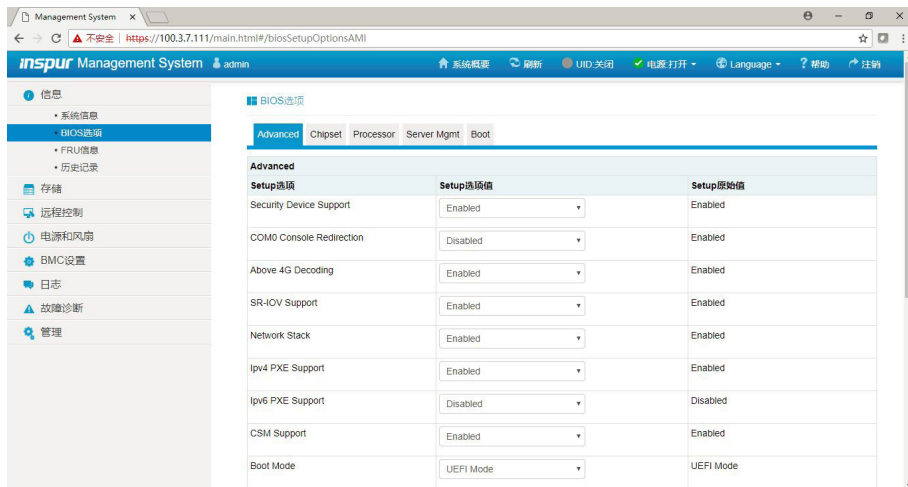 Management System
不安全 | https://100.3.7.111/main.html#/biosSetupOptionsAMI
inspur Management System admin 系统概要 刷新 UID:关闭 电源:打开 Language ? 帮助 注销
信息
• 系统信息
• BIOS选项
• FRU信息
• 历史记录
存储
远程控制
电源和风扇
BMC设置
日志
故障诊断
管理
BIOS选项
Advanced Chipset Processor Server Mgmt Boot
Advanced
Setup选项 Setup选项值 Setup原始值
Security Device Support Enabled Enabled
COM0 Console Redirection Disabled Enabled
Above 4G Decoding Enabled Enabled
SR-IOV Support Enabled Enabled
Network Stack Enabled Enabled
Ipv4 PXE Support Enabled Enabled
Ipv6 PXE Support Disabled Disabled
CSM Support Enabled Enabled
Boot Mode UEFI Mode UEFI Mode